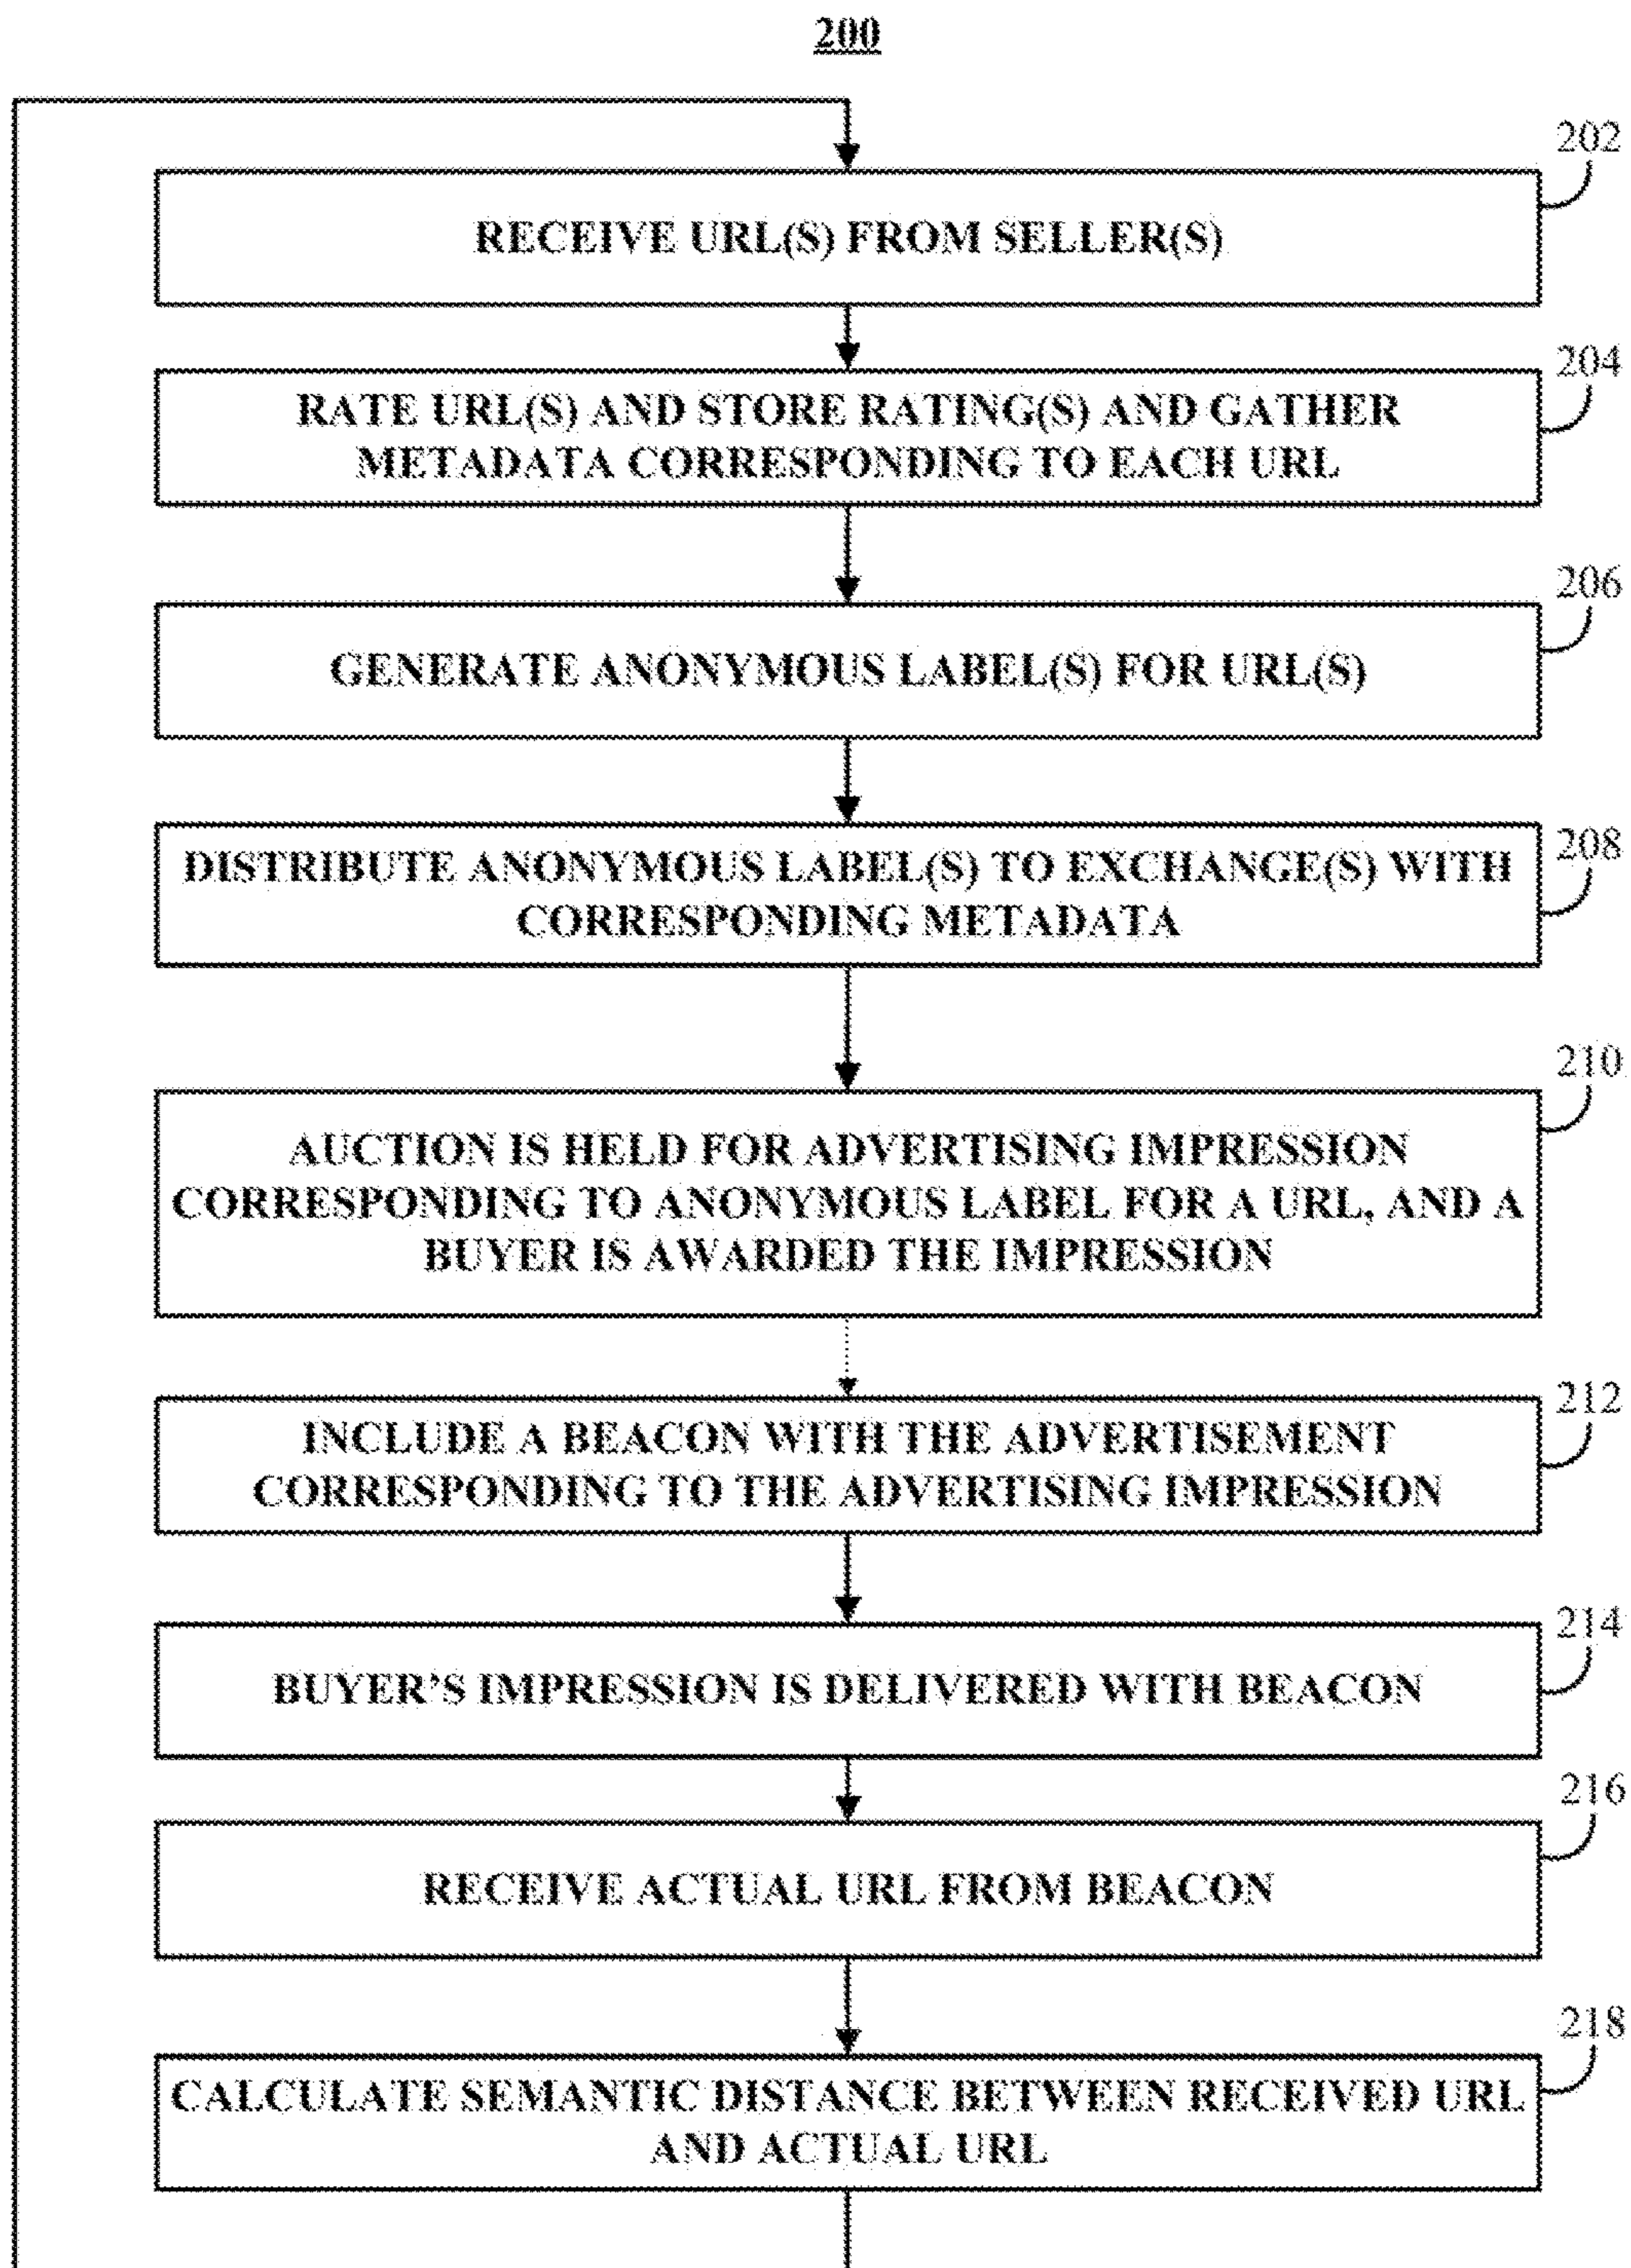 200
202
RECEIVE URL(S) FROM SELLER(S)
204
RATE URL(S) AND STORE RATING(S) AND GATHER
METADATA CORRESPONDING TO EACH URL
206
GENERATE ANONYMOUS LABEL(S) FOR URL(S)
208
DISTRIBUTE ANONYMOUS LABEL(S) TO EXCHANGE(S) WITH
CORRESPONDING METADATA
210
AUCTION IS HELD FOR ADVERTISING IMPRESSION
CORRESPONDING TO ANONYMOUS LABEL FOR A URL, AND A
BUYER IS AWARDED THE IMPRESSION
212
INCLUDE A BEACON WITH THE ADVERTISEMENT
CORRESPONDING TO THE ADVERTISING IMPRESSION
214
BUYER'S IMPRESSION IS DELIVERED WITH BEACON
216
RECEIVE ACTUAL URL FROM BEACON
218
CALCULATE SEMANTIC DISTANCE BETWEEN RECEIVED URL
AND ACTUAL URL